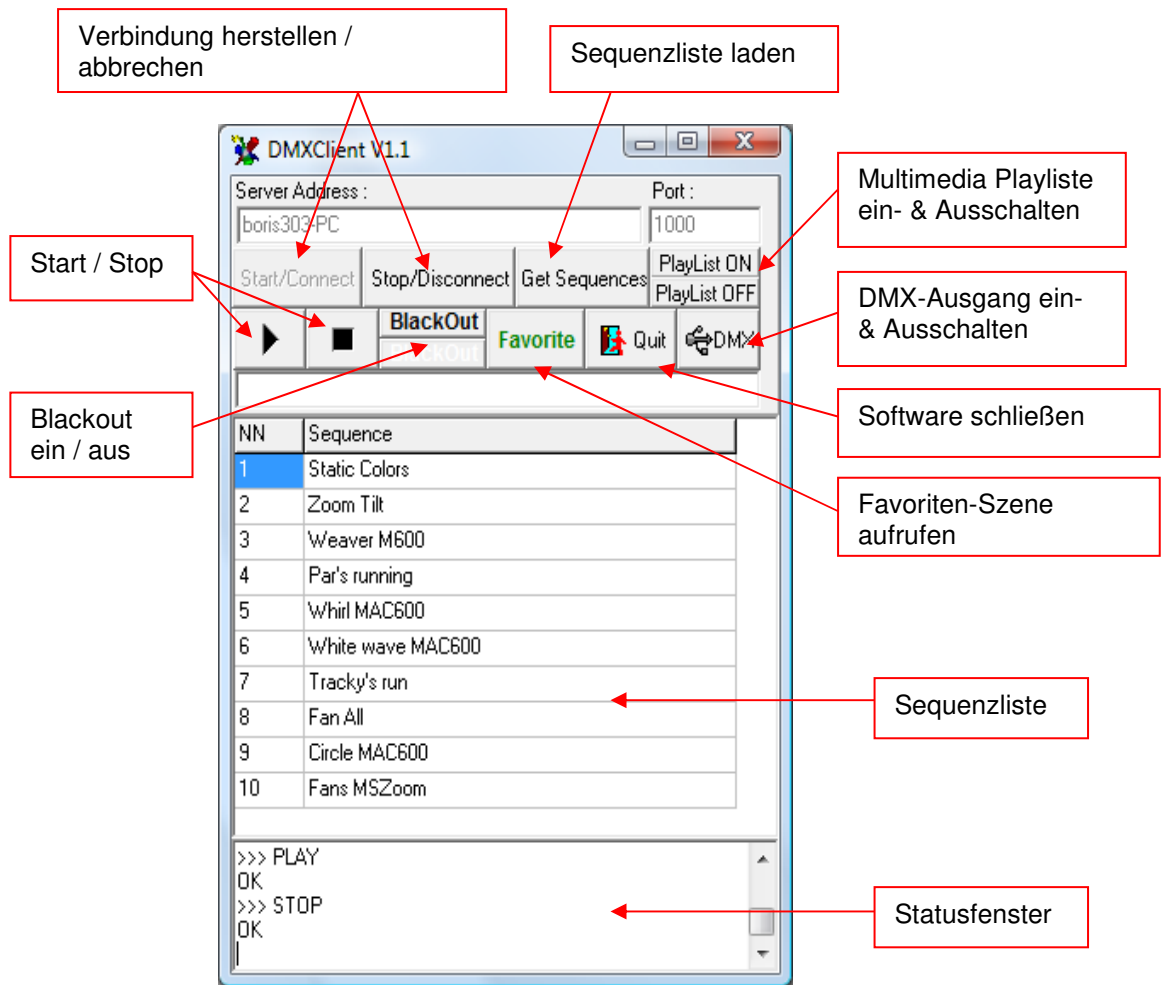 Verbindung herstellen /
abbrechen
Sequenzliste laden
DMXClient V1.1
Server Address :
Port :
boris303-PC
1000
Multimedia Playliste
ein- & Ausschalten
Start / Stop
Start/Connect
Stop/Disconnect
Get Sequences
PlayList ON
PlayList OFF
DMX-Ausgang ein-
& Ausschalten
BlackOut
BlackOut
Favorite
Quit
DMX
Blackout
ein / aus
Software schließen
NN Sequence
1 Static Colors
2 Zoom Tilt
3 Weaver M600
4 Par's running
5 Whirl MAC600
6 White wave MAC600
7 Tracky's run
8 Fan All
9 Circle MAC600
10 Fans MSZoom
Favoriten-Szene
aufrufen
Sequenzliste
>>> PLAY
OK
>>> STOP
OK
Statusfenster